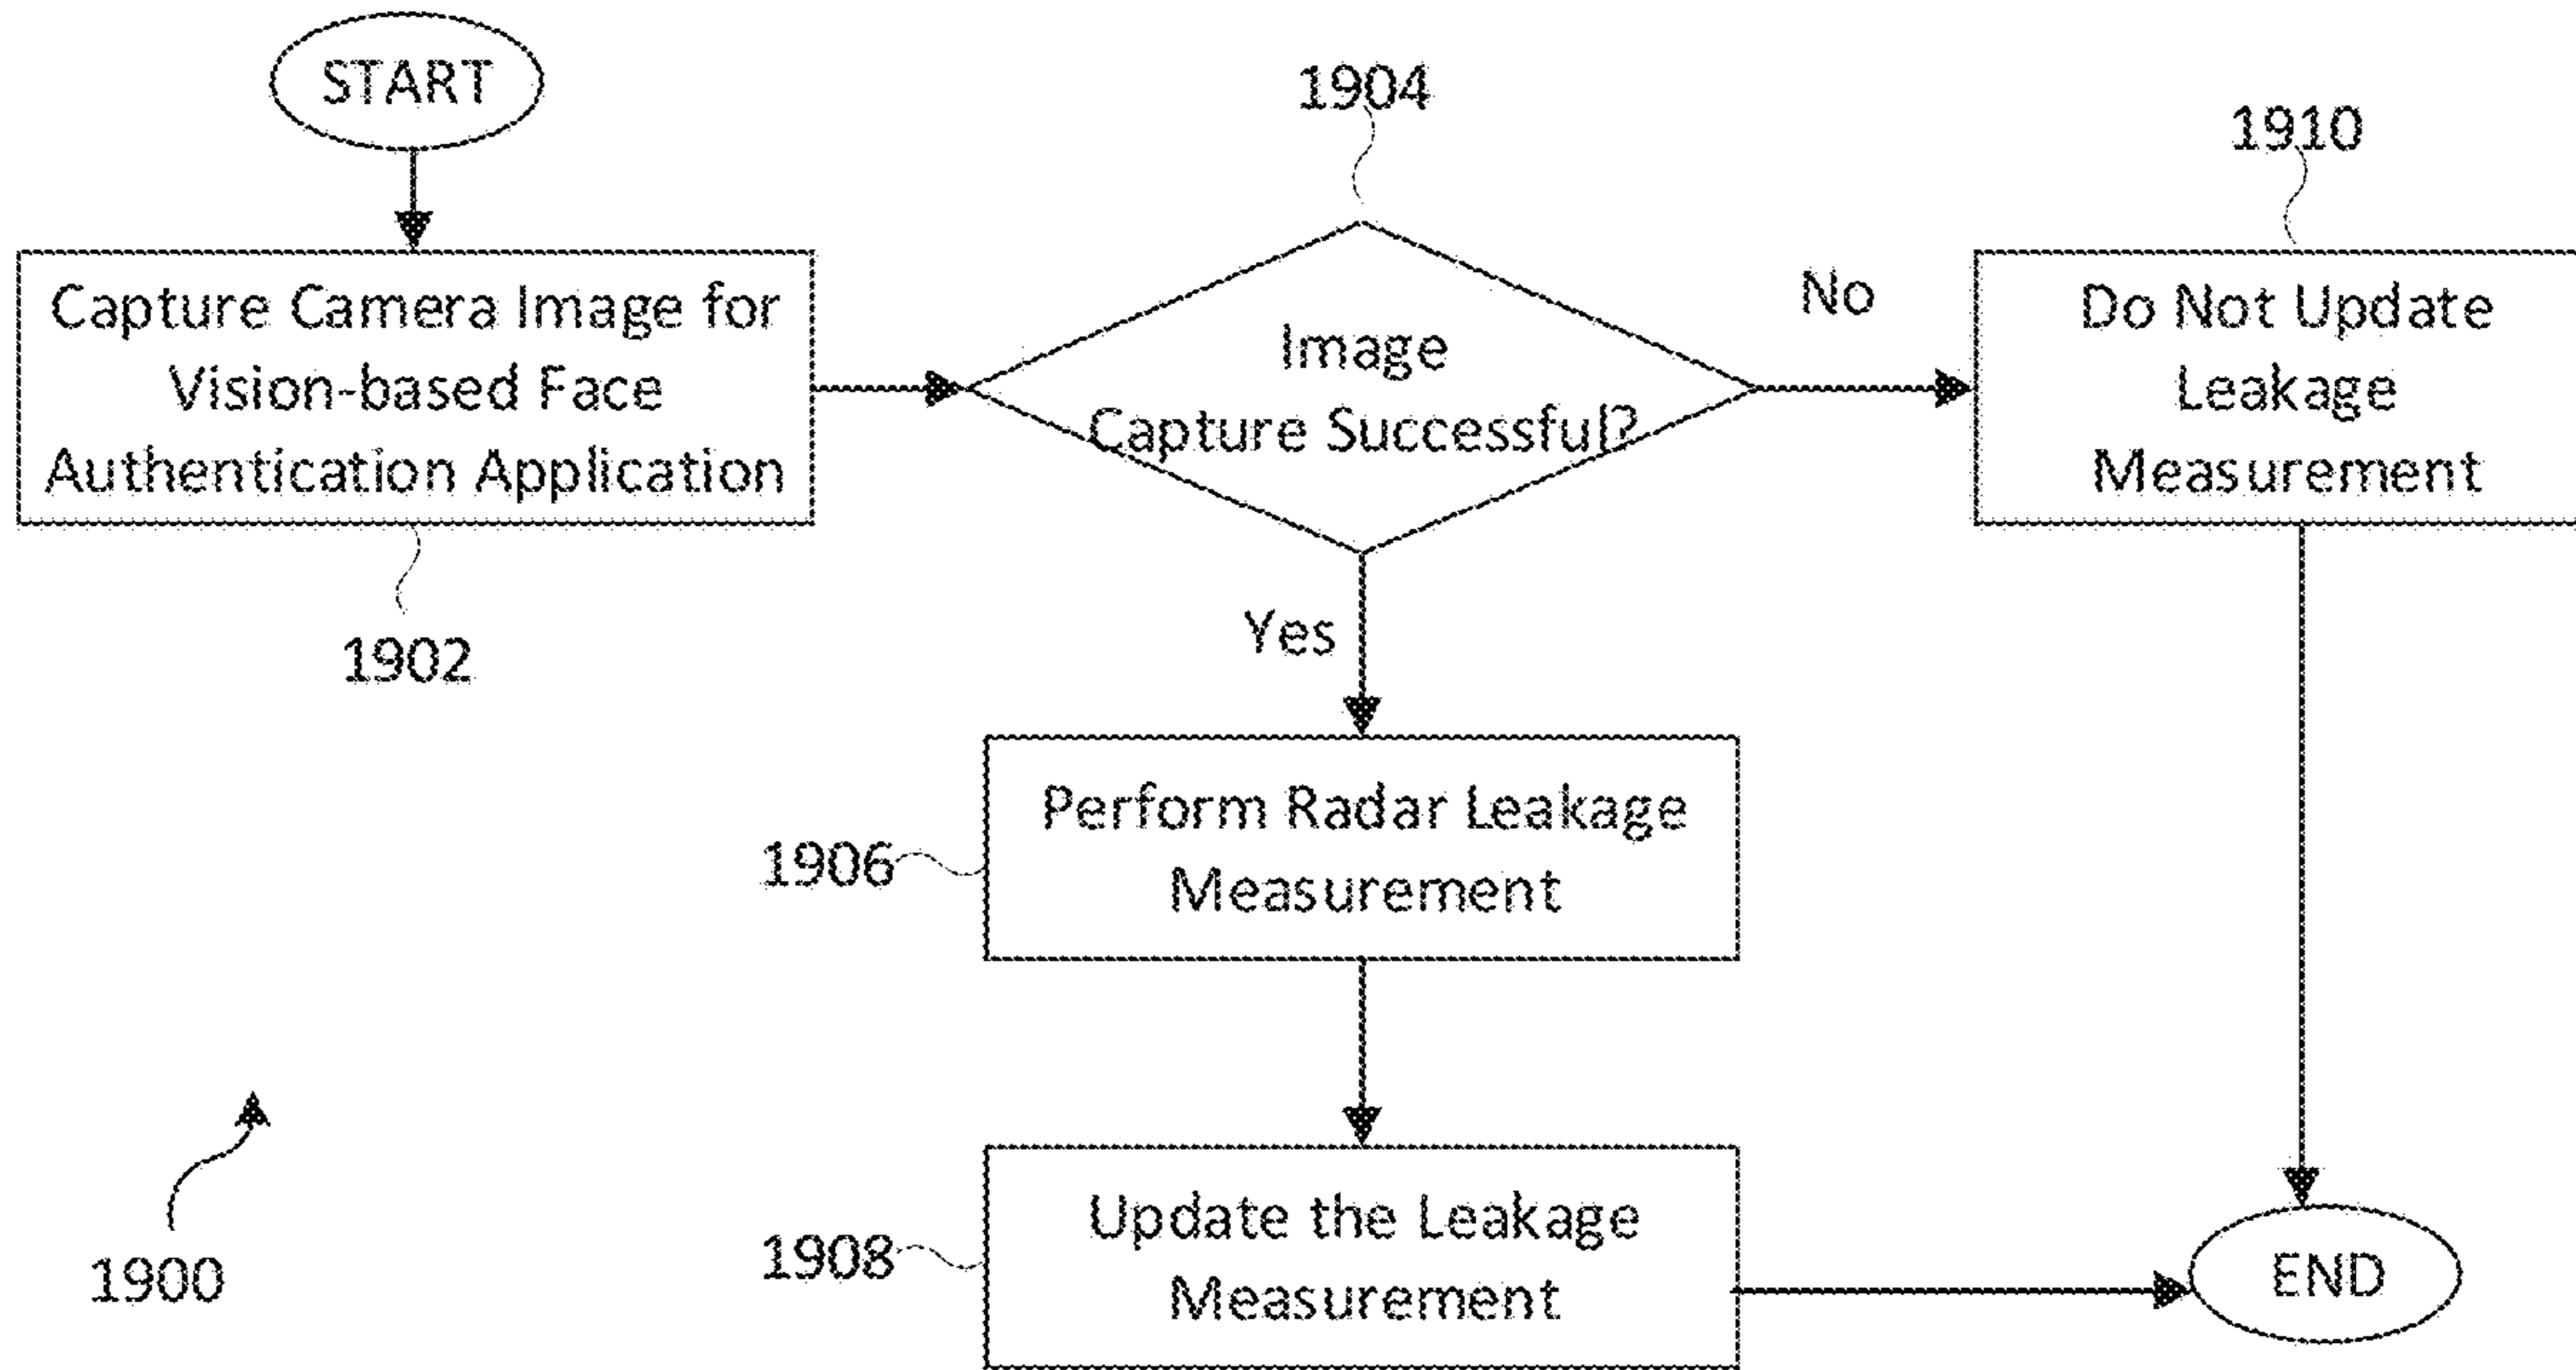 START
1904
1910
Capture Camera Image for
Vision-based Face
Authentication Application
1902
Image
Capture Successful?
No
Do Not Update
Leakage
Measurement
Yes
Perform Radar Leakage
Measurement
1906
Update the Leakage
Measurement
1908
END
1900